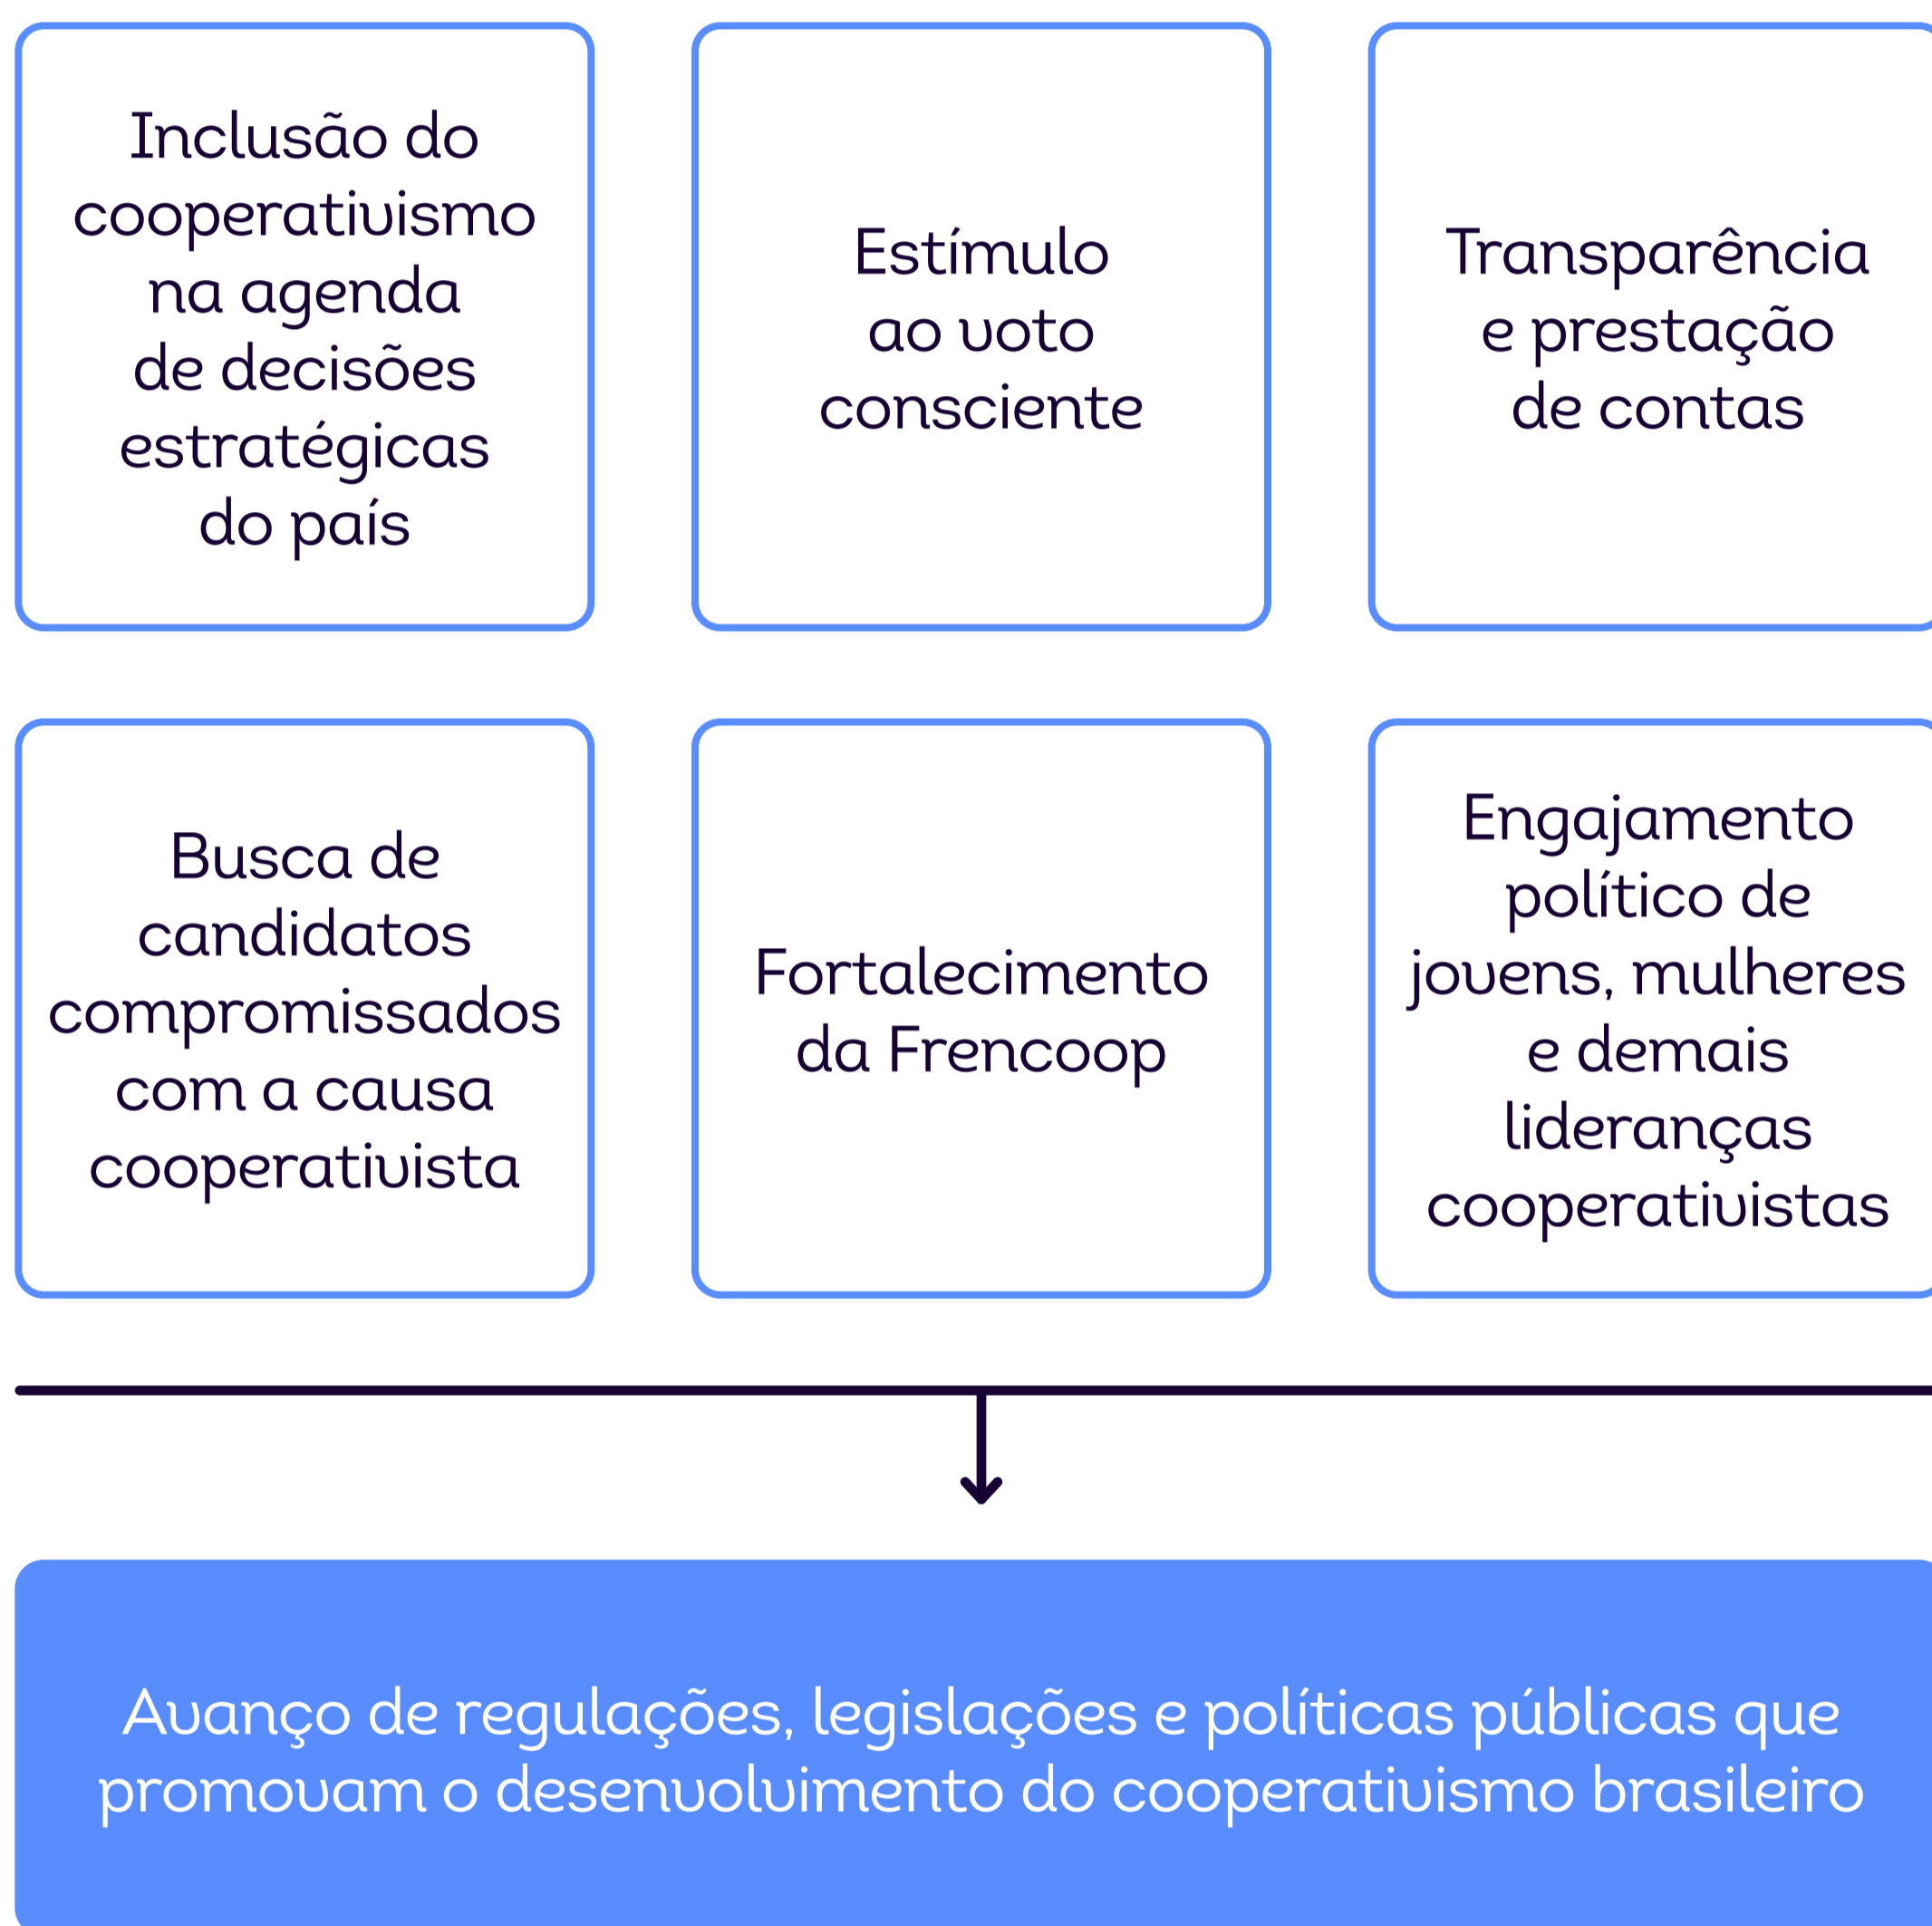 Inclusão do
cooperativismo
na agenda
de decisões
estratégicas
do país
Estímulo
ao voto
consciente
Transparência
e prestação
de contas
Busca de
candidatos
compromissados
com a causa
cooperativista
Fortalecimento
da Frencoop
Engajamento
político de
jovens, mulheres
e demais
lideranças
cooperativistas
Avanço de regulações, legislações e políticas públicas que
promovam o desenvolvimento do cooperativismo brasileiro